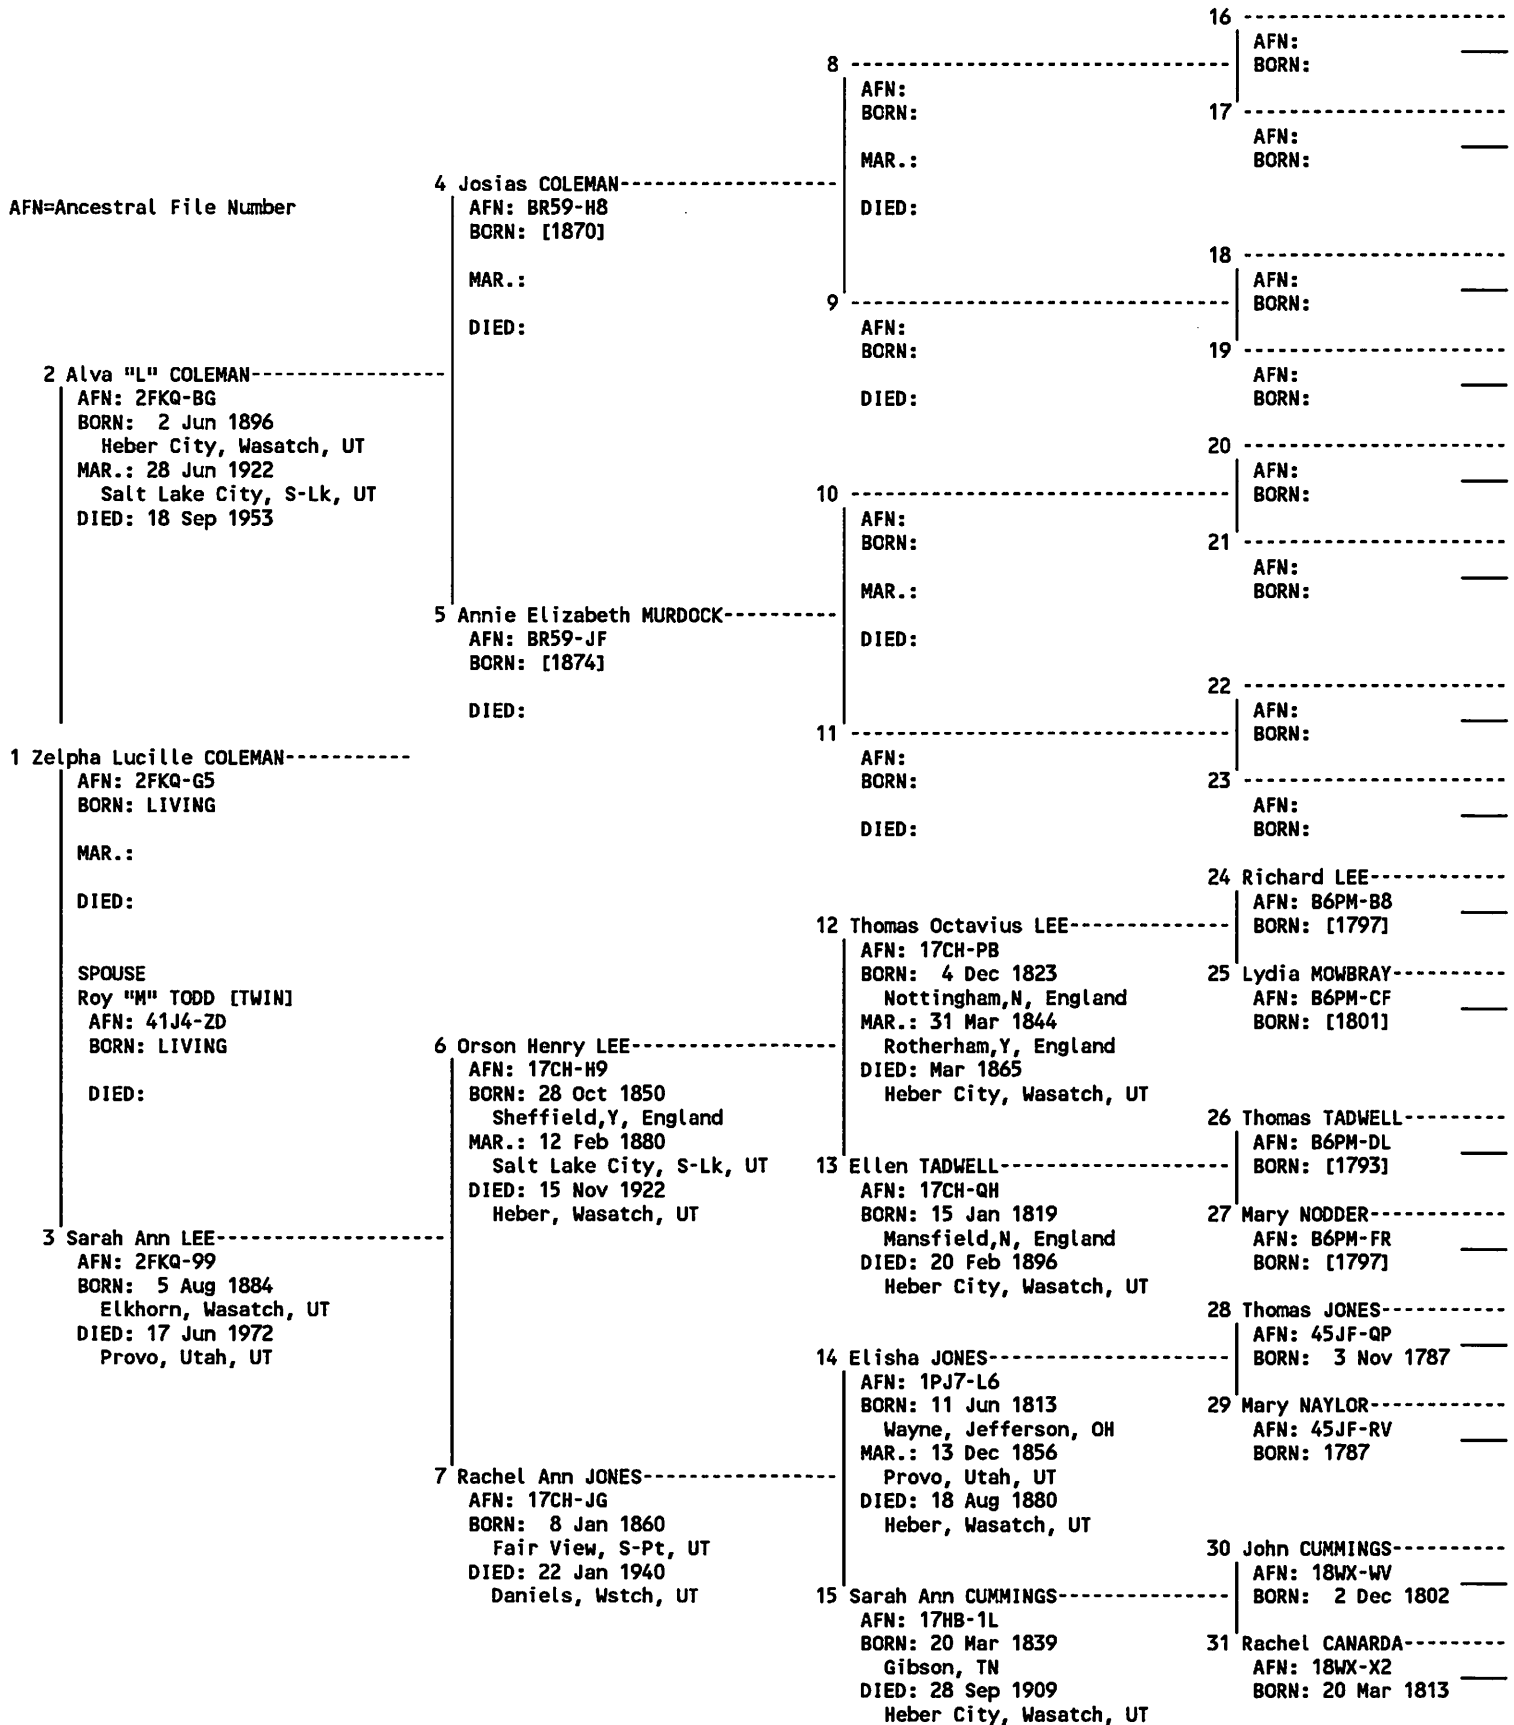 AFN=Ancestral File Number
1 Zelpha Lucille COLEMAN-----------
AFN: 2FKQ-G5
BORN: LIVING
MAR.:
DIED:
SPOUSE
Roy "M" TODD [TWIN]
AFN: 41J4-ZD
BORN: LIVING
DIED:
2 Alva "L" COLEMAN----------------
AFN: 2FKQ-BG
BORN:  2 Jun 1896
Heber City, Wasatch, UT
MAR.: 28 Jun 1922
Salt Lake City, S-Lk, UT
DIED: 18 Sep 1953
3 Sarah Ann LEE-------------------
AFN: 2FKQ-99
BORN:  5 Aug 1884
Elkhorn, Wasatch, UT
DIED: 17 Jun 1972
Provo, Utah, UT
4 Josias COLEMAN------------------
AFN: BR59-H8
BORN: [1870]
MAR.:
DIED:
5 Annie Elizabeth MURDOCK----------
AFN: BR59-JF
BORN: [1874]
DIED:
6 Orson Henry LEE-----------------
AFN: 17CH-H9
BORN: 28 Oct 1850
Sheffield,Y, England
MAR.: 12 Feb 1880
Salt Lake City, S-Lk, UT
DIED: 15 Nov 1922
Heber, Wasatch, UT
7 Rachel Ann JONES----------------
AFN: 17CH-JG
BORN:  8 Jan 1860
Fair View, S-Pt, UT
DIED: 22 Jan 1940
Daniels, Wstch, UT
8 --------------------------------
AFN:
BORN:
MAR.:
DIED:
9 --------------------------------
AFN:
BORN:
DIED:
10 --------------------------------
AFN:
BORN:
MAR.:
DIED:
11 --------------------------------
AFN:
BORN:
DIED:
12 Thomas Octavius LEE-------------
AFN: 17CH-PB
BORN:  4 Dec 1823
Nottingham,N, England
MAR.: 31 Mar 1844
Rotherham,Y, England
DIED: Mar 1865
Heber City, Wasatch, UT
13 Ellen TADWELL-------------------
AFN: 17CH-QH
BORN: 15 Jan 1819
Mansfield,N, England
DIED: 20 Feb 1896
Heber City, Wasatch, UT
14 Elisha JONES--------------------
AFN: 1PJ7-L6
BORN: 11 Jun 1813
Wayne, Jefferson, OH
MAR.: 13 Dec 1856
Provo, Utah, UT
DIED: 18 Aug 1880
Heber, Wasatch, UT
15 Sarah Ann CUMMINGS--------------
AFN: 17HB-1L
BORN: 20 Mar 1839
Gibson, TN
DIED: 28 Sep 1909
Heber City, Wasatch, UT
16 ----------------------
AFN:
BORN:
17 ----------------------
AFN:
BORN:
18 ----------------------
AFN:
BORN:
19 ----------------------
AFN:
BORN:
20 ----------------------
AFN:
BORN:
21 ----------------------
AFN:
BORN:
22 ----------------------
AFN:
BORN:
23 ----------------------
AFN:
BORN:
24 Richard LEE-----------
AFN: B6PM-B8
BORN: [1797]
25 Lydia MOWBRAY---------
AFN: B6PM-CF
BORN: [1801]
26 Thomas TADWELL--------
AFN: B6PM-DL
BORN: [1793]
27 Mary NODDER-----------
AFN: B6PM-FR
BORN: [1797]
28 Thomas JONES----------
AFN: 45JF-QP
BORN:  3 Nov 1787
29 Mary NAYLOR-----------
AFN: 45JF-RV
BORN: 1787
30 John CUMMINGS---------
AFN: 18WX-WV
BORN:  2 Dec 1802
31 Rachel CANARDA--------
AFN: 18WX-X2
BORN: 20 Mar 1813